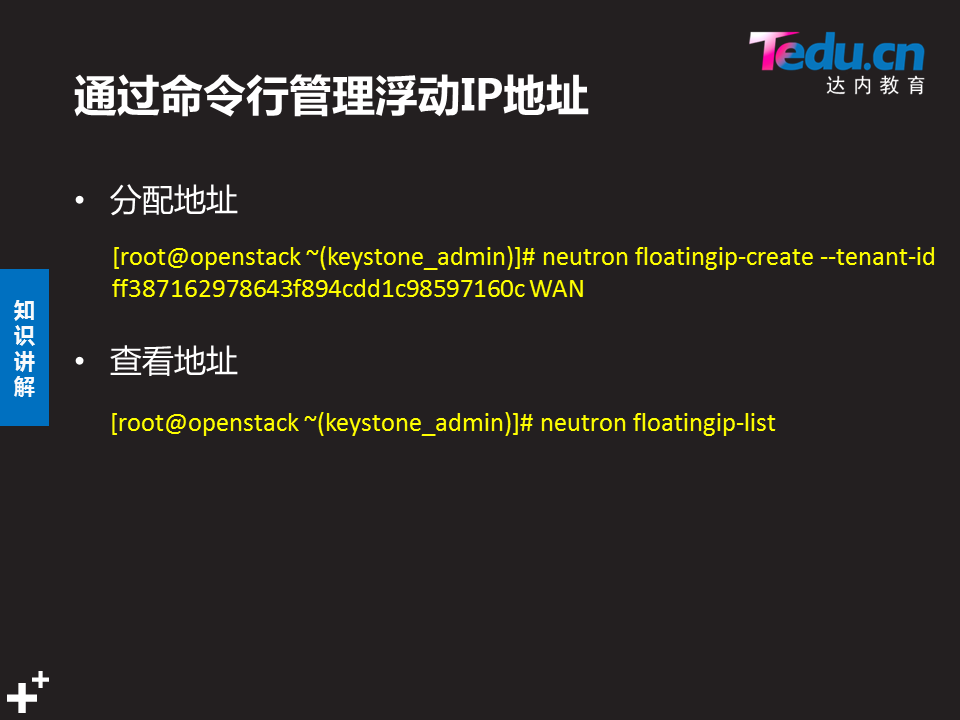 Tedu.cn
达内教育
通过命令行管理浮动IP地址
• 分配地址
[root@openstack ~(keystone_admin)]# neutron floatingip-create --tenant-id
ff387162978643f894cdd1c98597160c WAN
知识讲解
• 查看地址
[root@openstack ~(keystone_admin)]# neutron floatingip-list